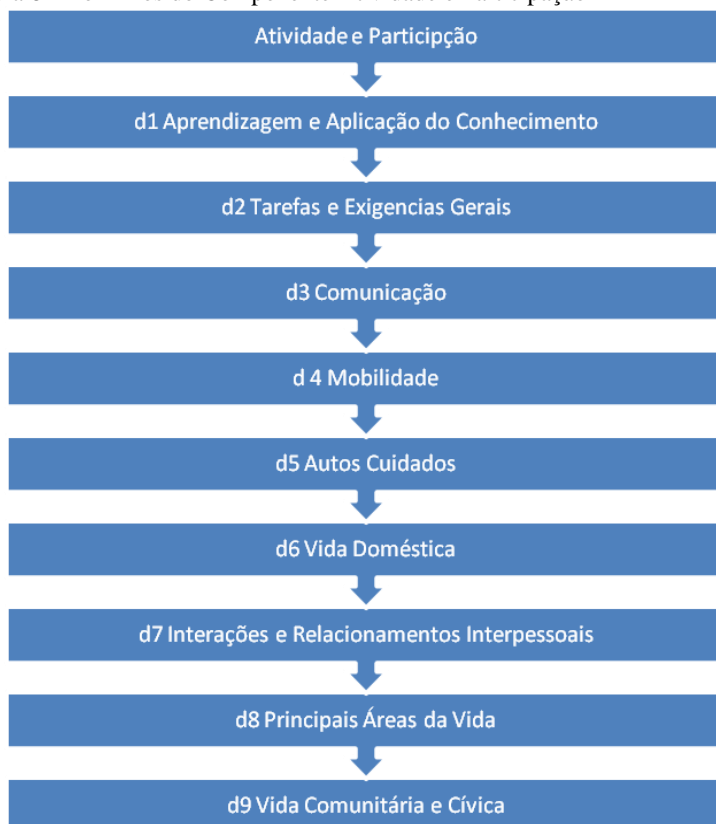 Atividade e Participção
d1 Aprendizagem e Aplicação do Conhecimento
d2 Tarefas e Exigencias Gerais
d3 Comunicação
d 4 Mobilidade
d5 Autos Cuidados
d6 Vida Doméstica
d7 Interações e Relacionamentos Interpessoais
d8 Principais Áreas da Vida
d9 Vida Comunitária e Cívica